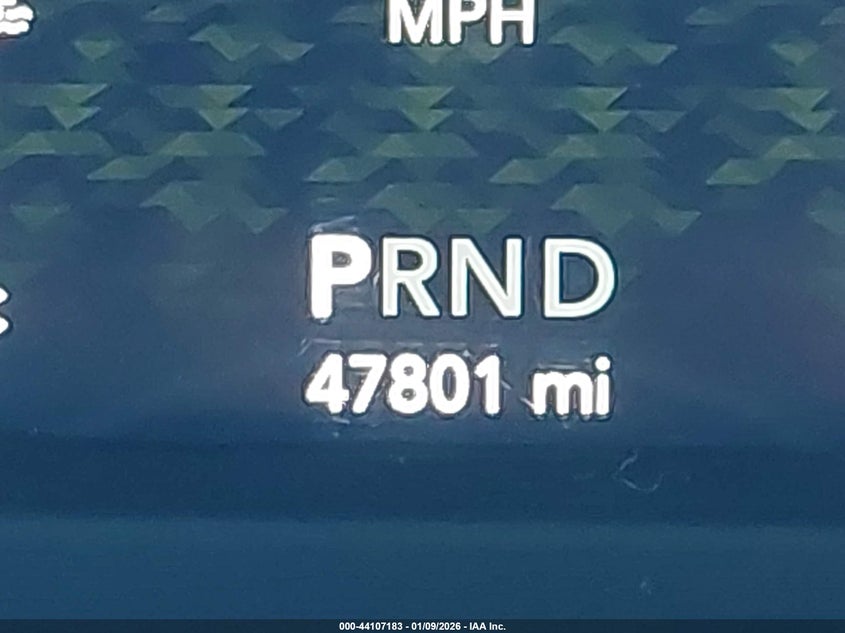 MPH
PRND
47801 mi
000-44107183 - 01/09/2026 - IAA Inc.